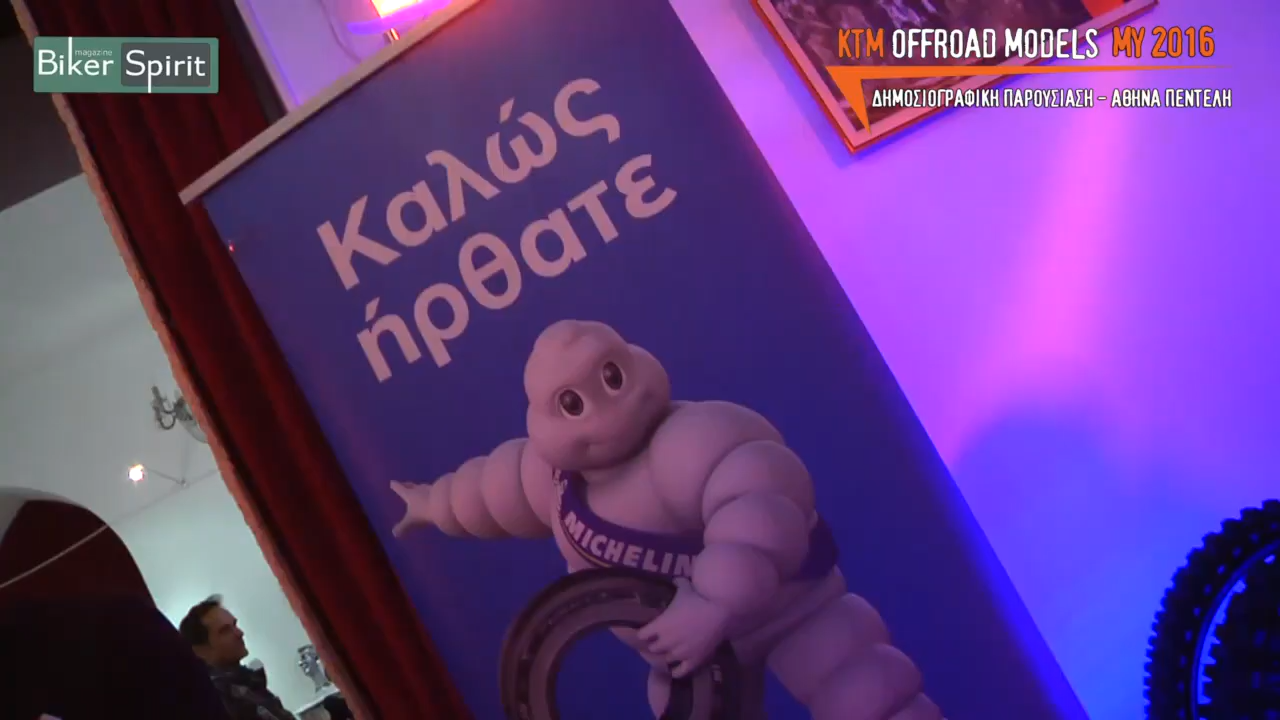 magazine
Biker Spirit
KTM OFFROAD MODELS MY 2016
ΔΗΜΟΣΙΟΓΡΑΦΙΚΗ ΠΑΡΟΥΣΙΑΣΗ - ΑΘΗΝΑ ΠΕΝΤΕΛΗ
Καλώς
ήρθατε
MICHELIN